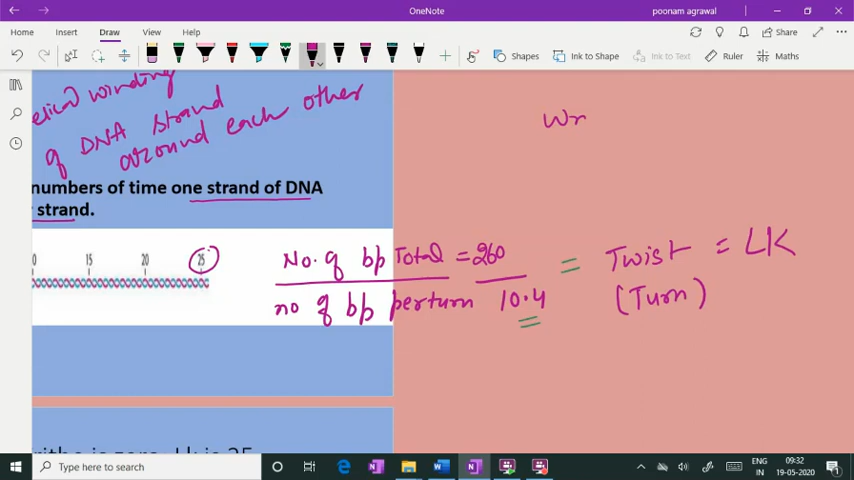 OneNote
poonam agrawal
Home Insert Draw View Help Share
Shapes Ink to Shape Ink to Text Ruler Maths
elical winding
of DNA strand
around each other
Wr
numbers of time one strand of DNA
strand.
0 15 20 25
No. of bp Total = 260 = Twist = LK
no of bp perturn 10.4 (Turn)
Type here to search
ENG 09:32
IN 19-05-2020